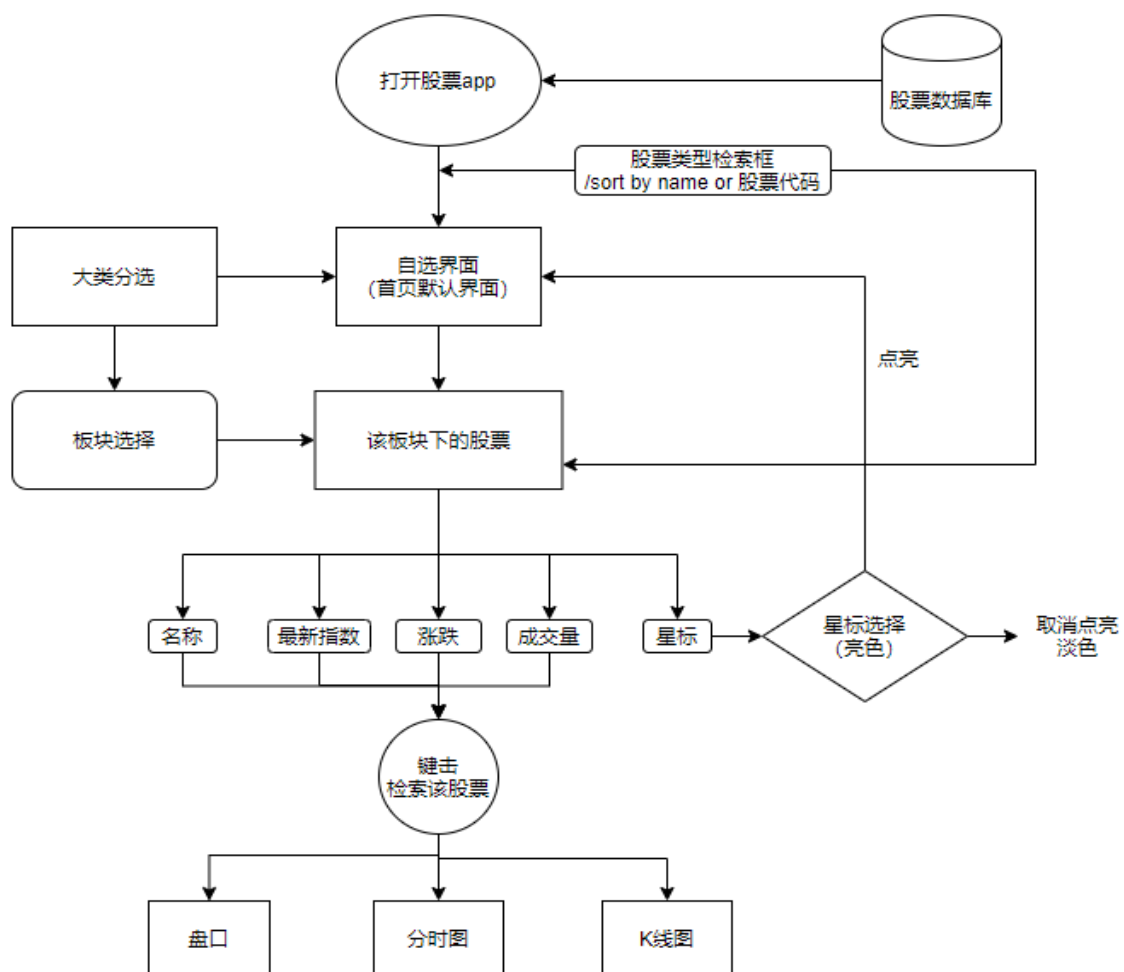 打开股票app
股票数据库
股票类型检索框
/sort by name or 股票代码
大类分选
自选界面
（首页默认界面）
点亮
板块选择
该板块下的股票
名称
最新指数
涨跌
成交量
星标
星标选择
（亮色）
取消点亮
淡色
键击
检索该股票
盘口
分时图
K线图